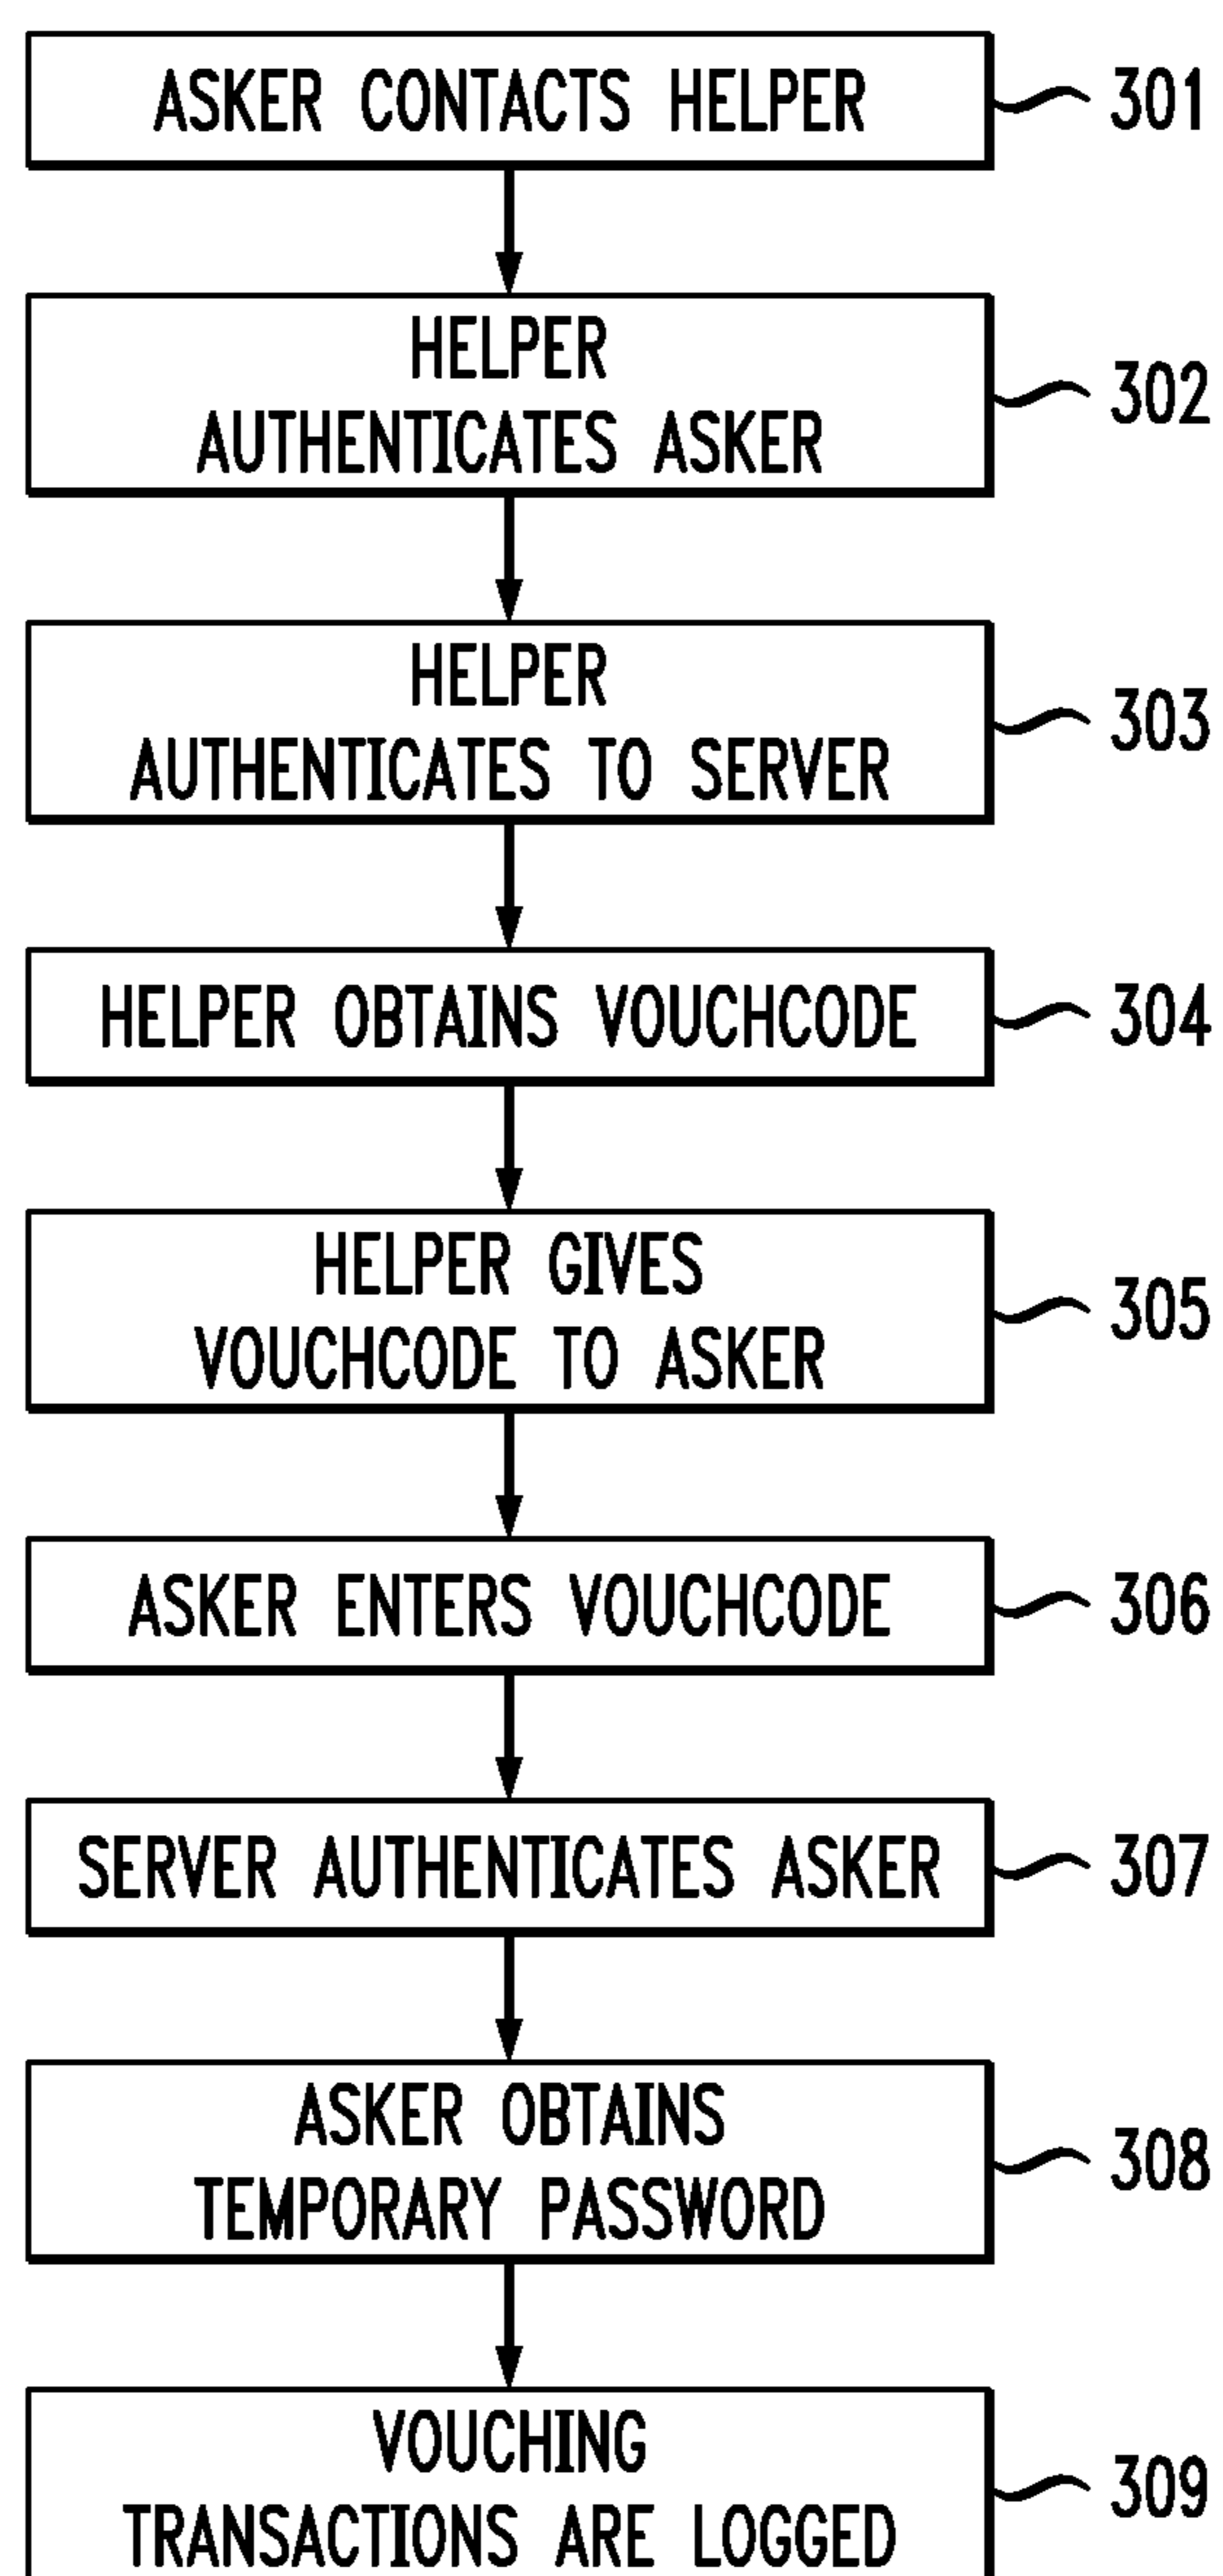 ASKER CONTACTS HELPER
301
HELPER
AUTHENTICATES ASKER
302
HELPER
AUTHENTICATES TO SERVER
303
HELPER OBTAINS VOUCHCODE
304
HELPER GIVES
VOUCHCODE TO ASKER
305
ASKER ENTERS VOUCHCODE
306
SERVER AUTHENTICATES ASKER
307
ASKER OBTAINS
TEMPORARY PASSWORD
308
VOUCHING
TRANSACTIONS ARE LOGGED
309